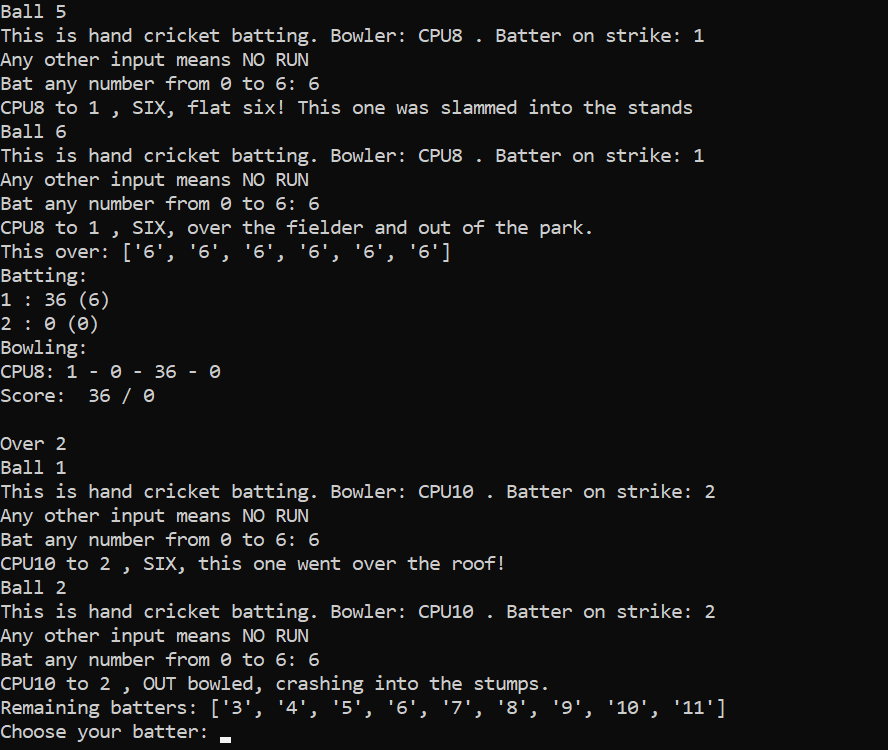 Ball 5
This is hand cricket batting. Bowler: CPU8 . Batter on strike: 1
Any other input means NO RUN
Bat any number from 0 to 6: 6
CPU8 to 1 , SIX, flat six! This one was slammed into the stands
Ball 6
This is hand cricket batting. Bowler: CPU8 . Batter on strike: 1
Any other input means NO RUN
Bat any number from 0 to 6: 6
CPU8 to 1 , SIX, over the fielder and out of the park.
This over: ['6', '6', '6', '6', '6', '6']
Batting:
1 : 36 (6)
2 : 0 (0)
Bowling:
CPU8: 1 - 0 - 36 - 0
Score:  36 / 0

Over 2
Ball 1
This is hand cricket batting. Bowler: CPU10 . Batter on strike: 2
Any other input means NO RUN
Bat any number from 0 to 6: 6
CPU10 to 2 , SIX, this one went over the roof!
Ball 2
This is hand cricket batting. Bowler: CPU10 . Batter on strike: 2
Any other input means NO RUN
Bat any number from 0 to 6: 6
CPU10 to 2 , OUT bowled, crashing into the stumps.
Remaining batters: ['3', '4', '5', '6', '7', '8', '9', '10', '11']
Choose your batter: